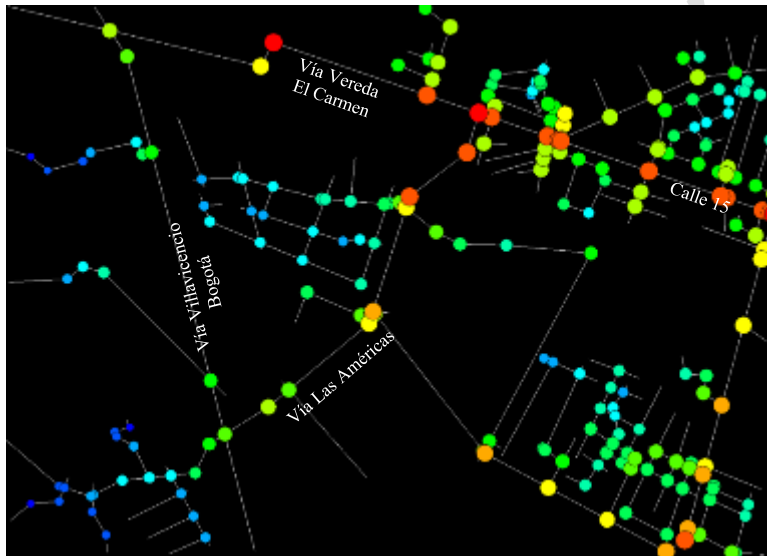 Vía Vereda
El Carmen
Calle 15
Vía Villavicencio
Bogotá
Vía Las Américas